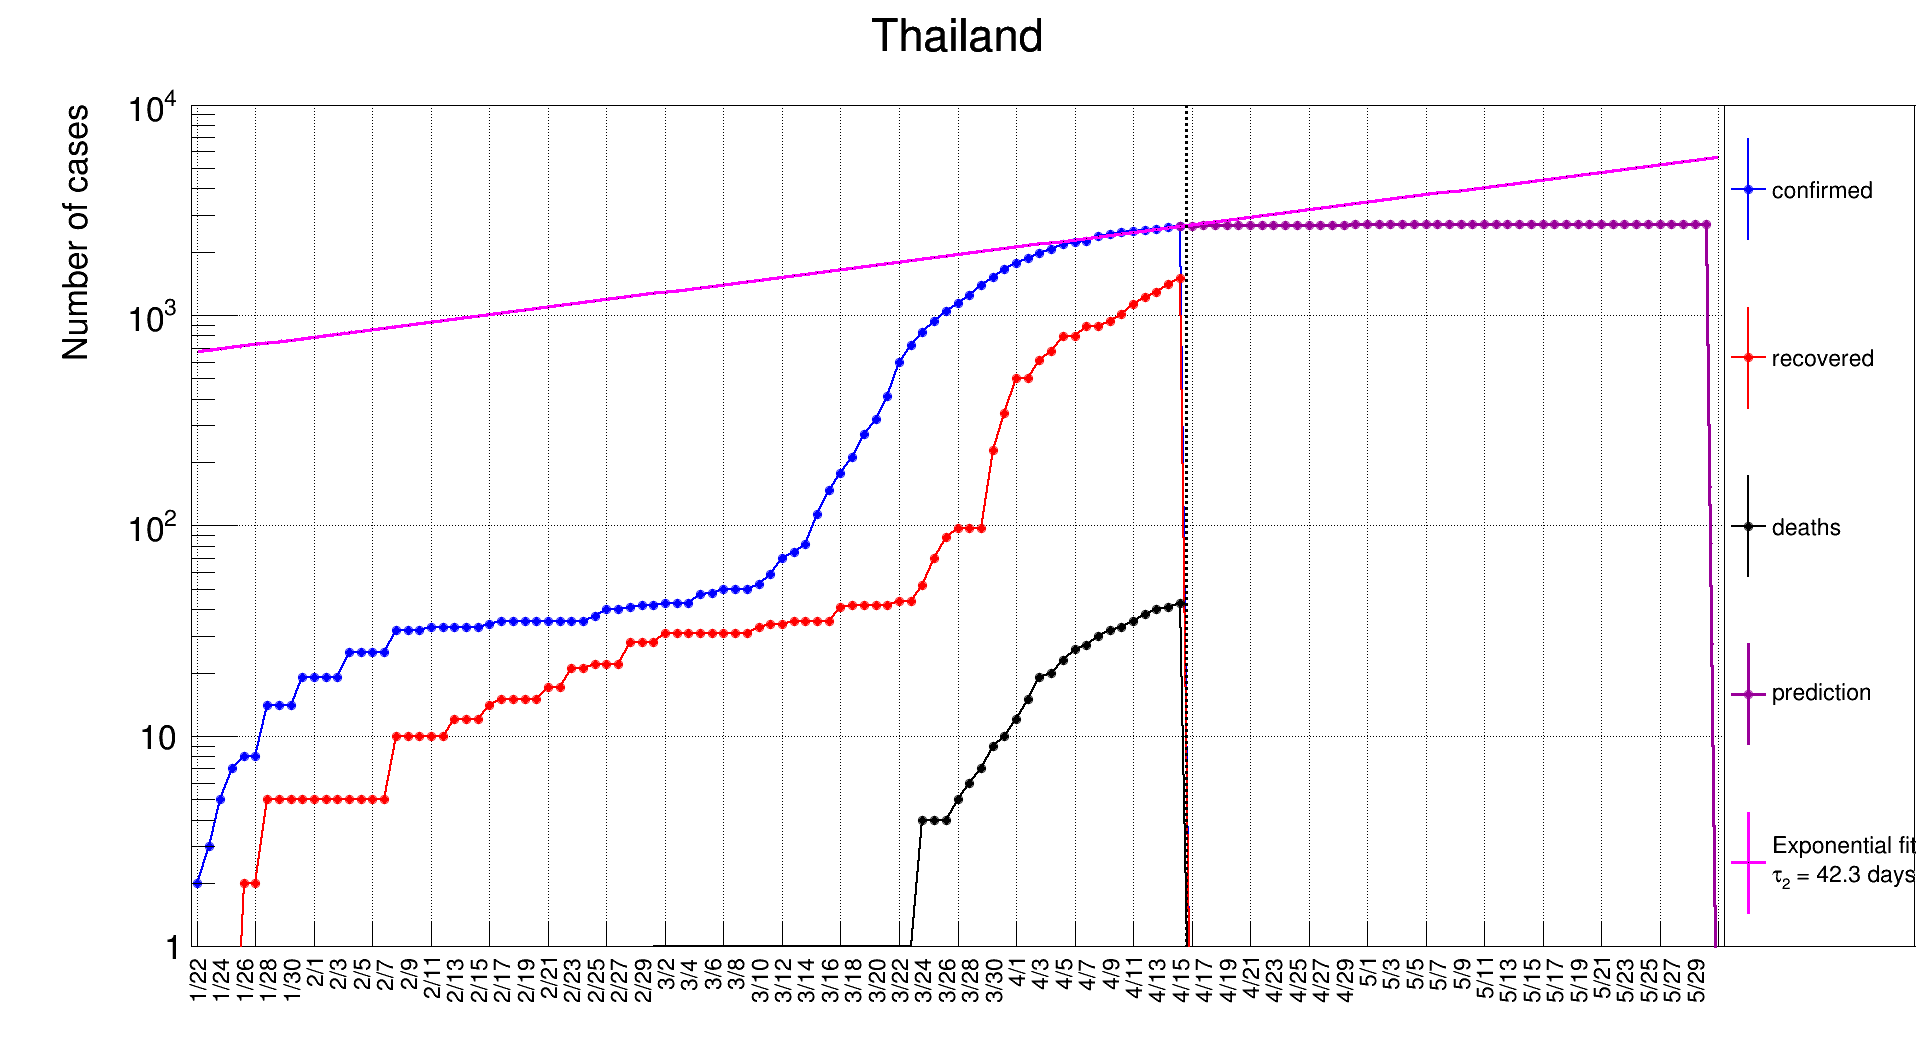 Thailand
Number of cases
10^4
10^3
10^2
10
1
1/22 1/24 1/26 1/28 1/30 2/1 2/3 2/5 2/7 2/9 2/11 2/13 2/15 2/17 2/19 2/21 2/23 2/25 2/27 2/29 3/2 3/4 3/6 3/8 3/10 3/12 3/14 3/16 3/18 3/20 3/22 3/24 3/26 3/28 3/30 4/1 4/3 4/5 4/7 4/9 4/11 4/13 4/15 4/17 4/19 4/21 4/23 4/25 4/27 4/29 5/1 5/3 5/5 5/7 5/9 5/11 5/13 5/15 5/17 5/19 5/21 5/23 5/25 5/27 5/29
confirmed
recovered
deaths
prediction
Exponential fit
τ₂ = 42.3 days